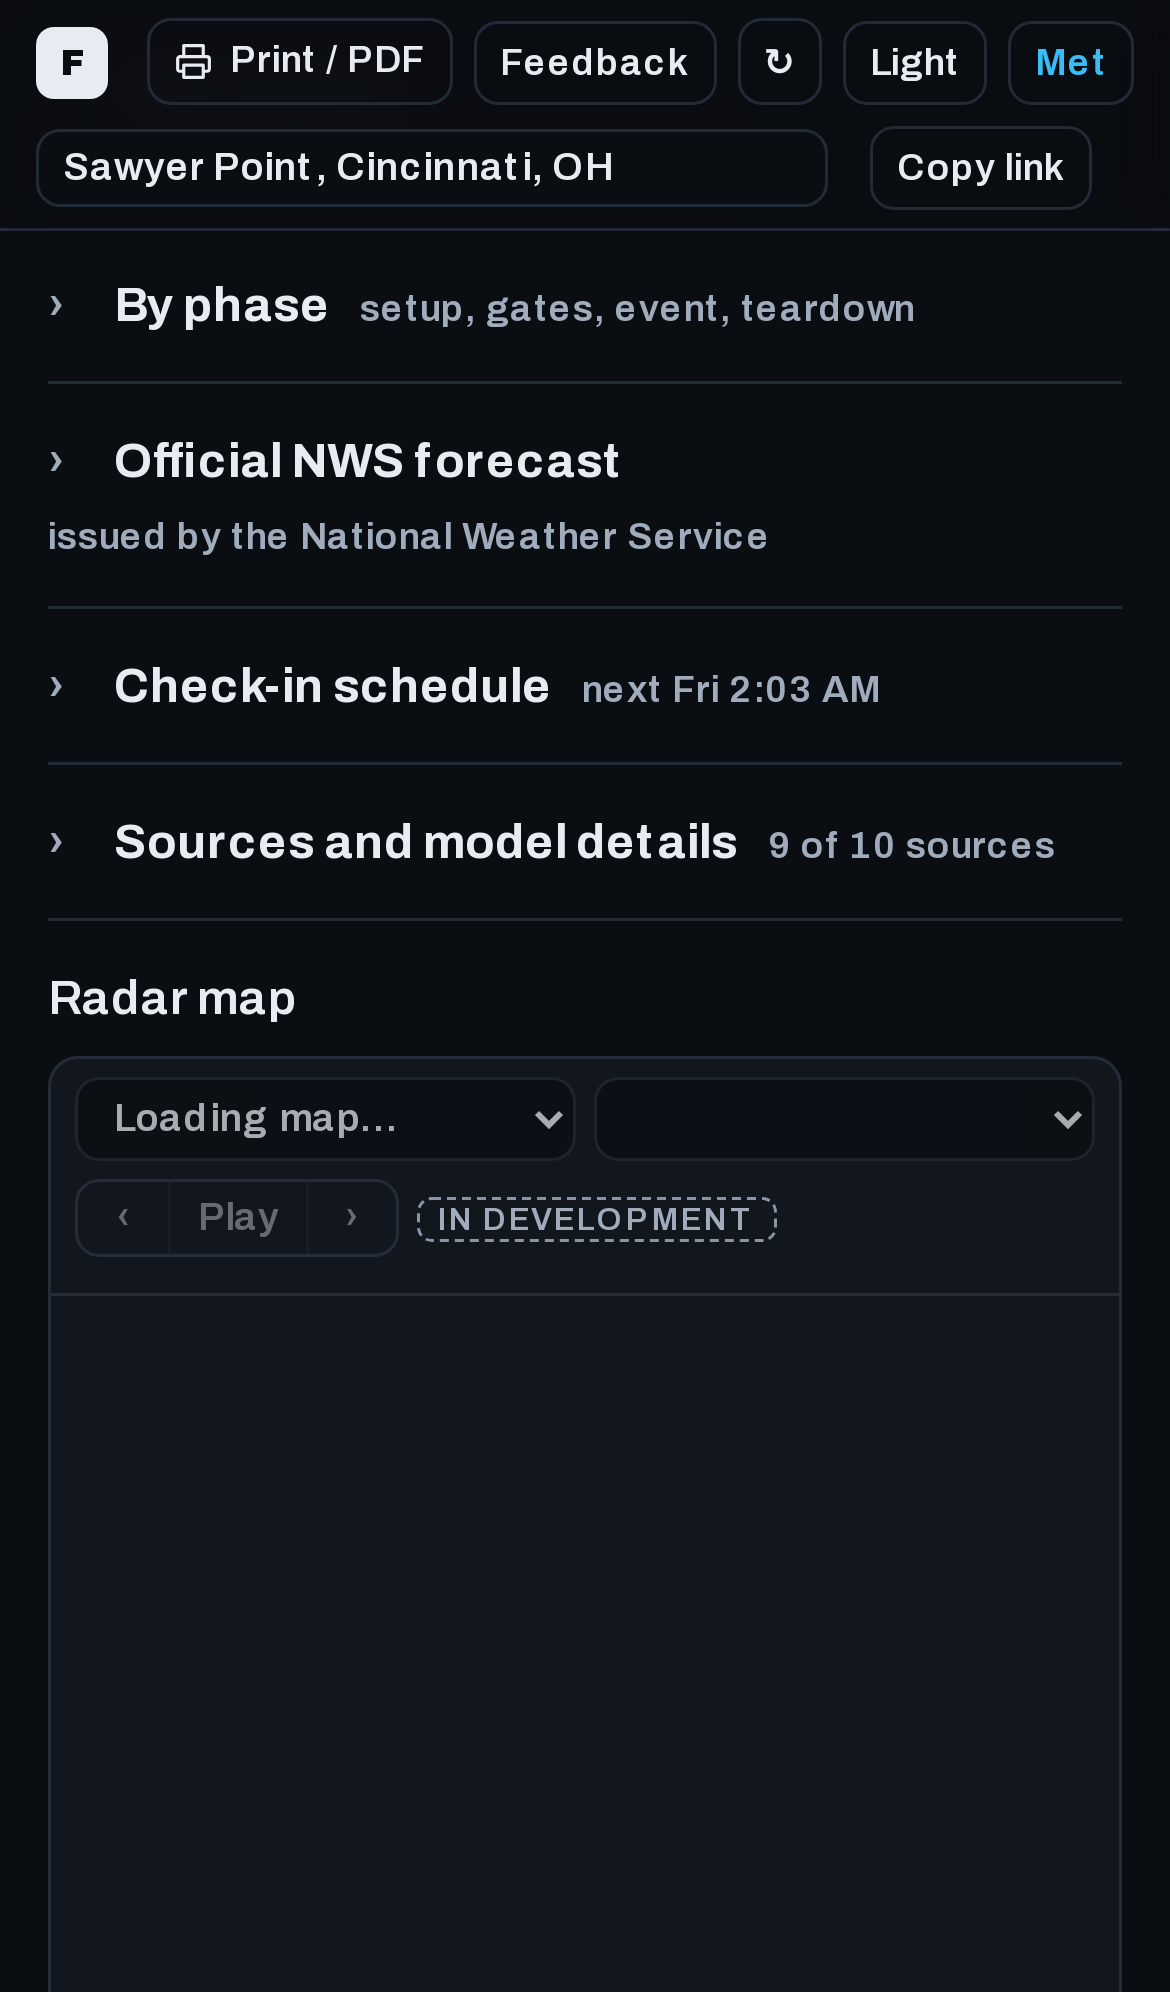 F Print / PDF Feedback ↻ Light Met
Sawyer Point, Cincinnati, OH Copy link
› By phase setup, gates, event, teardown
› Official NWS forecast
issued by the National Weather Service
› Check-in schedule next Fri 2:03 AM
› Sources and model details 9 of 10 sources
Radar map
Loading map...
‹ Play › IN DEVELOPMENT